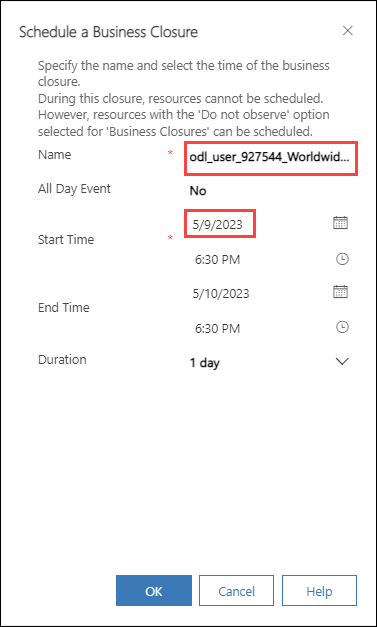 Schedule a Business Closure
Specify the name and select the time of the business
closure.
During this closure, resources cannot be scheduled.
However, resources with the 'Do not observe' option
selected for 'Business Closures' can be scheduled.
Name * odl_user_927544_Worldwid...
All Day Event No
5/9/2023
Start Time *
6:30 PM
5/10/2023
End Time
6:30 PM
Duration 1 day
OK Cancel Help